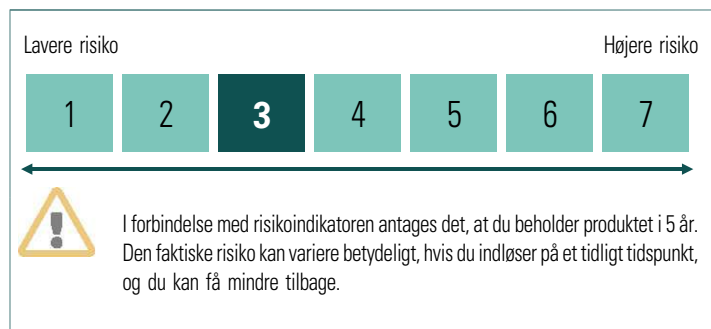 Lavere risiko Højere risiko
1 2 3 4 5 6 7
I forbindelse med risikoindikatoren antages det, at du beholder produktet i 5 år.
Den faktiske risiko kan variere betydeligt, hvis du indløser på et tidligt tidspunkt,
og du kan få mindre tilbage.